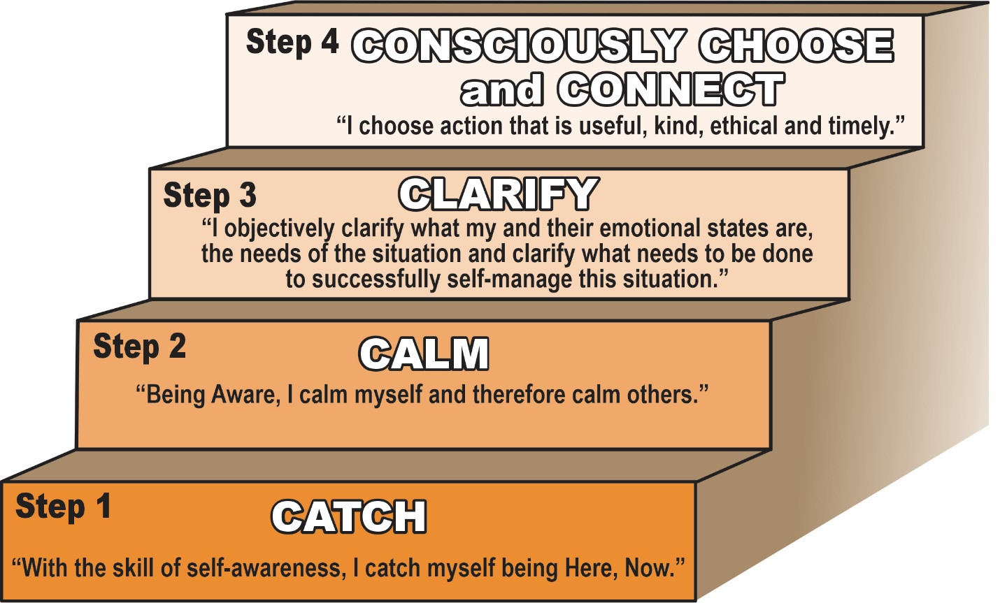 Step 4 CONSCIOUSLY CHOOSE
and CONNECT
“I choose action that is useful, kind, ethical and timely.”
Step 3 CLARIFY
“I objectively clarify what my and their emotional states are,
the needs of the situation and clarify what needs to be done
to successfully self-manage this situation.”
Step 2 CALM
“Being Aware, I calm myself and therefore calm others.”
Step 1 CATCH
“With the skill of self-awareness, I catch myself being Here, Now.”